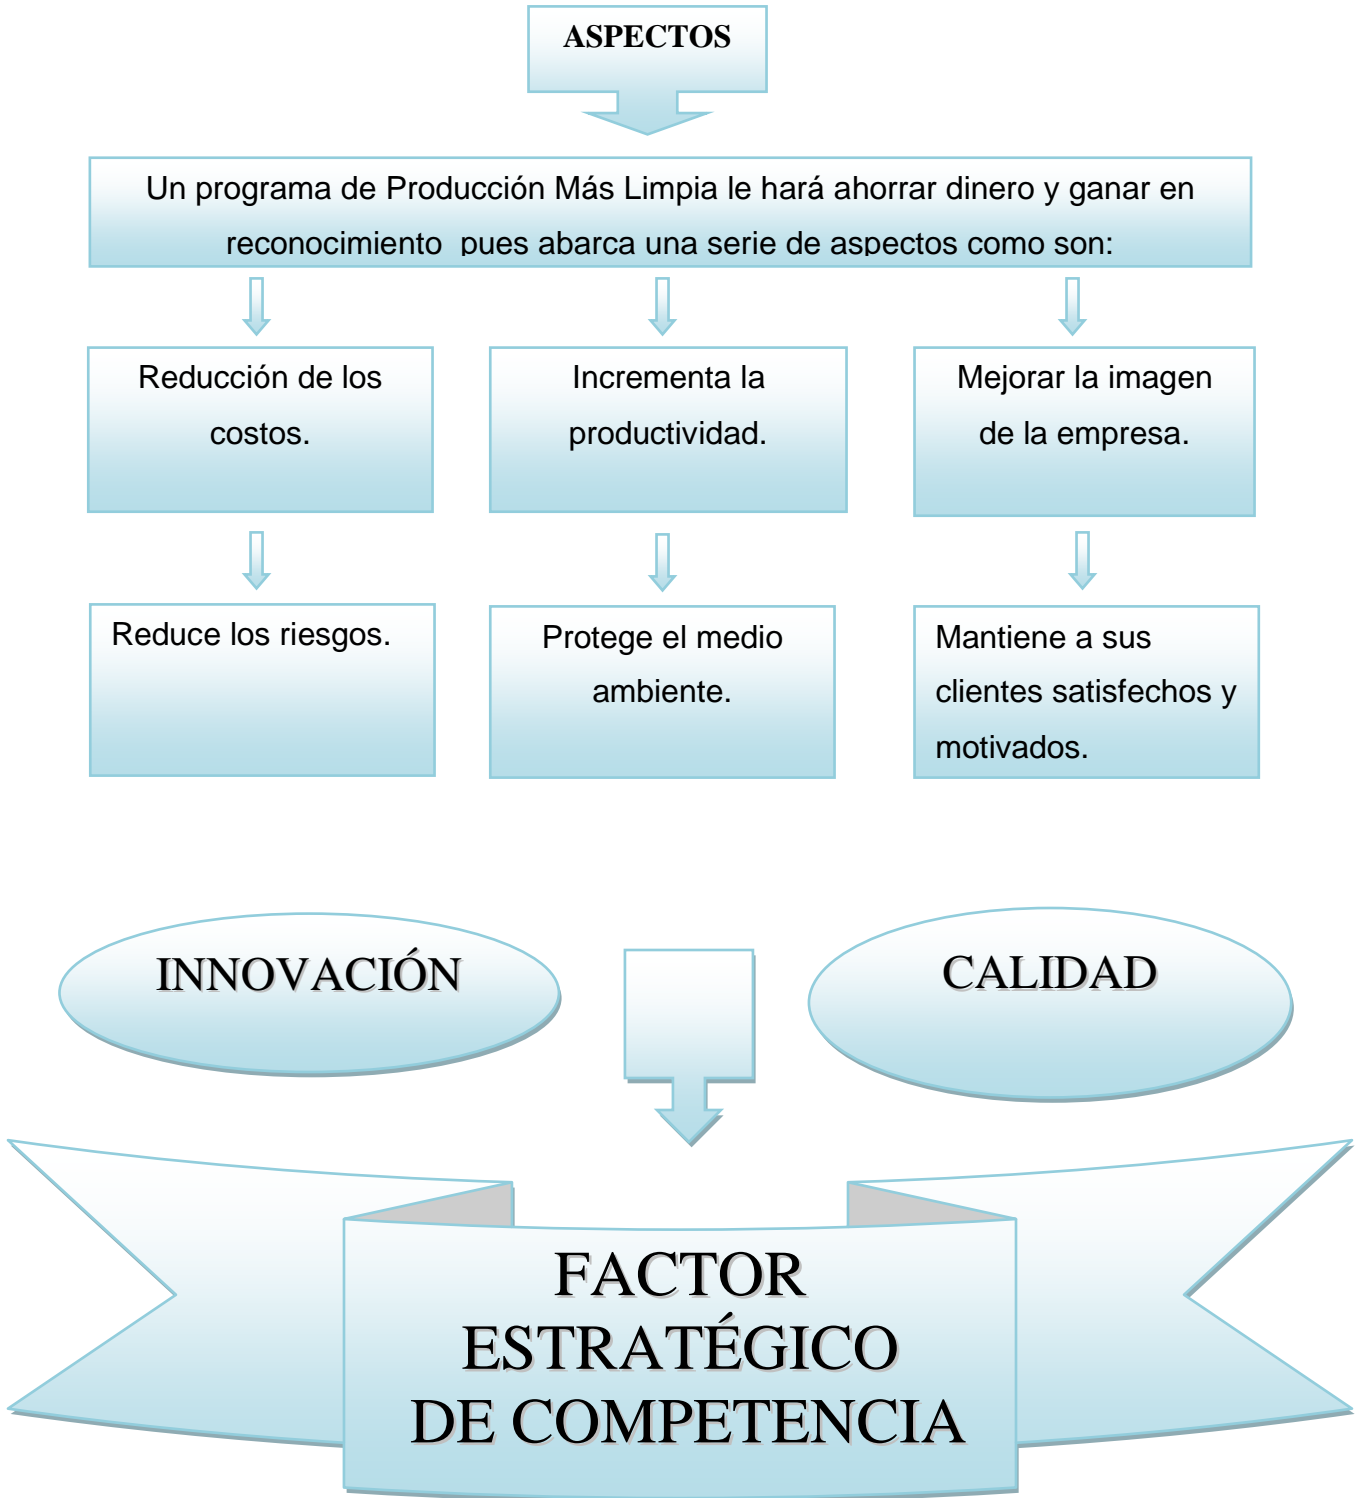 ASPECTOS
Un programa de Producción Más Limpia le hará ahorrar dinero y ganar en
reconocimiento pues abarca una serie de aspectos como son:
Reducción de los
costos.
Incrementa la
productividad.
Mejorar la imagen
de la empresa.
Reduce los riesgos.
Protege el medio
ambiente.
Mantiene a sus
clientes satisfechos y
motivados.
INNOVACIÓN
CALIDAD
FACTOR
ESTRATÉGICO
DE COMPETENCIA